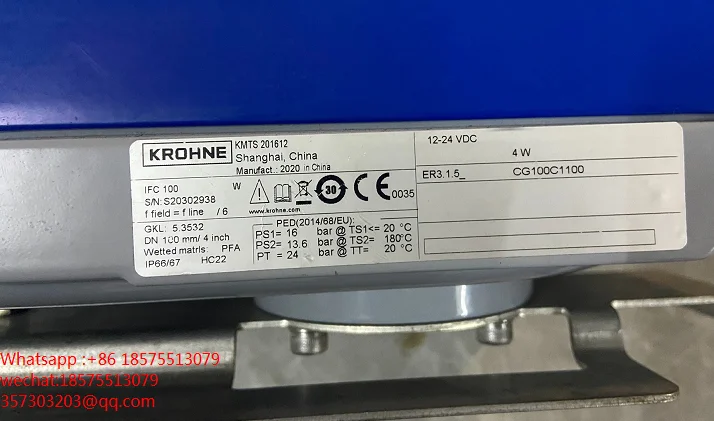 KROHNE
KMTS 201612
Shanghai, China
Manufact.: 2020 in China
IFC 100 W
S/N:S20302938
f field = f line / 6
30
CE 0035
www.krohne.com
GKL: 5.3532
DN 100 mm/ 4 inch
Wetted matrls: PFA
IP66/67 HC22
PED(2014/68/EU):
PS1= 16 bar @ TS1<= 20 °C
PS2= 13.6 bar @ TS2= 180°C
PT = 24 bar @ TT= 20 °C
12-24 VDC
4 W
ER3.1.5_ CG100C1100
Whatsapp :+86 18575513079
wechat:18575513079
357303203@qq.com